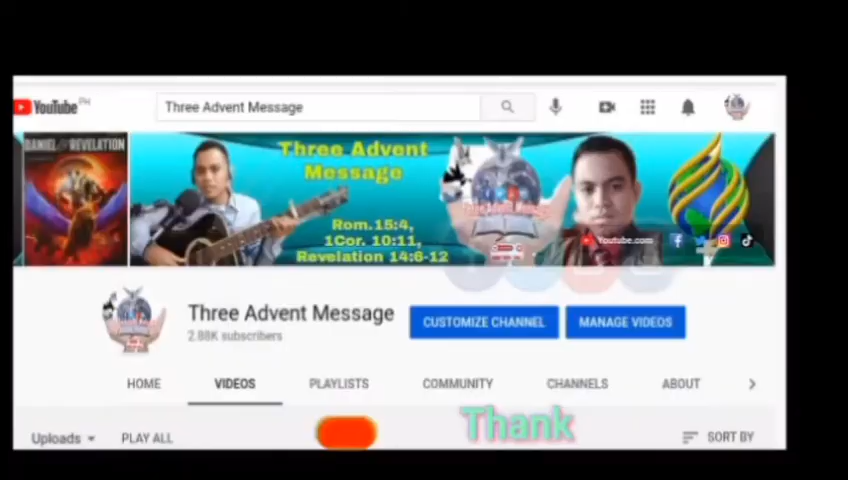 YouTube PH
Three Advent Message
DANIEL REVELATION
Three Advent
Message
Rom.15:4,
1Cor. 10:11,
Revelation 14:6-12
Youtube.com
Three Advent Message
2.88K subscribers
CUSTOMIZE CHANNEL
MANAGE VIDEOS
HOME
VIDEOS
PLAYLISTS
COMMUNITY
CHANNELS
ABOUT
Thank
Uploads
PLAY ALL
SORT BY